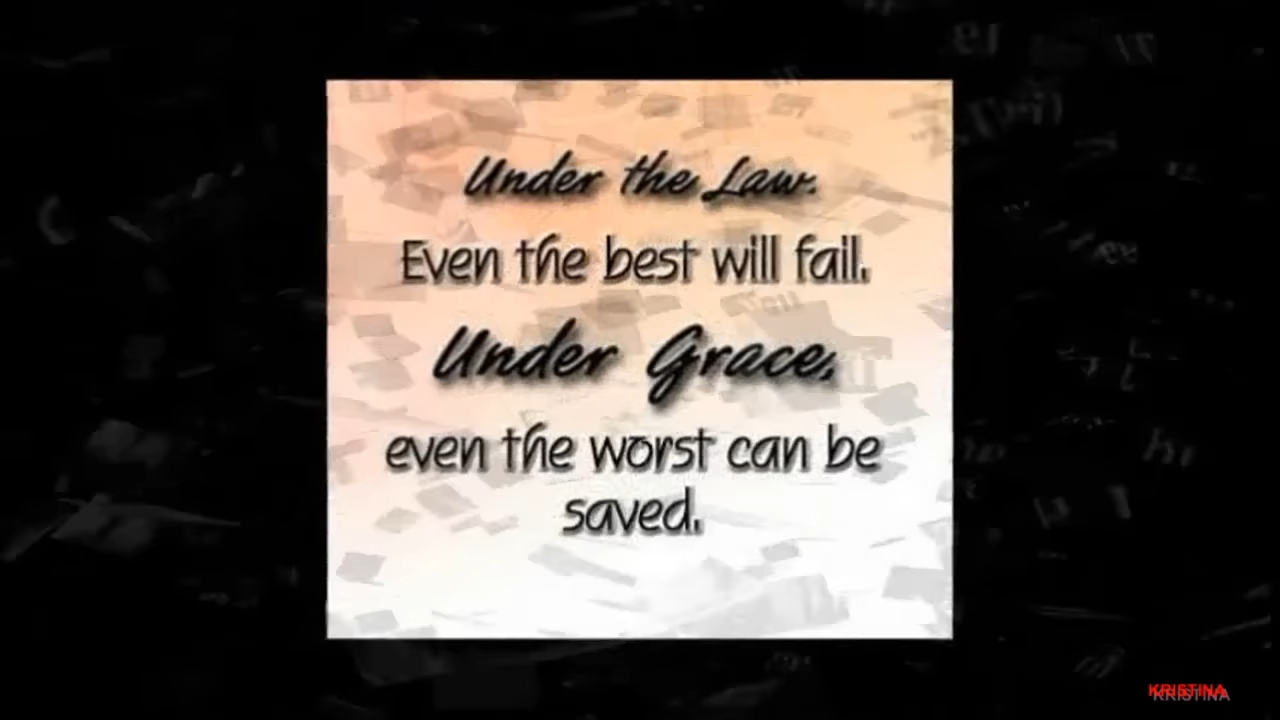 Under the Law.
Even the best will fail.
Under Grace,
even the worst can be
saved.
KRISTINA